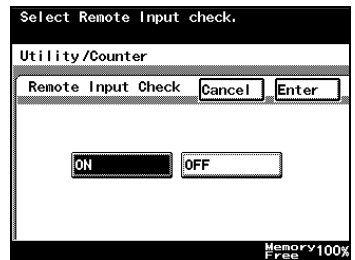 Select Remote Input check.
Utility/Counter
Remote Input Check Cancel Enter
ON OFF
Memory Free 100%